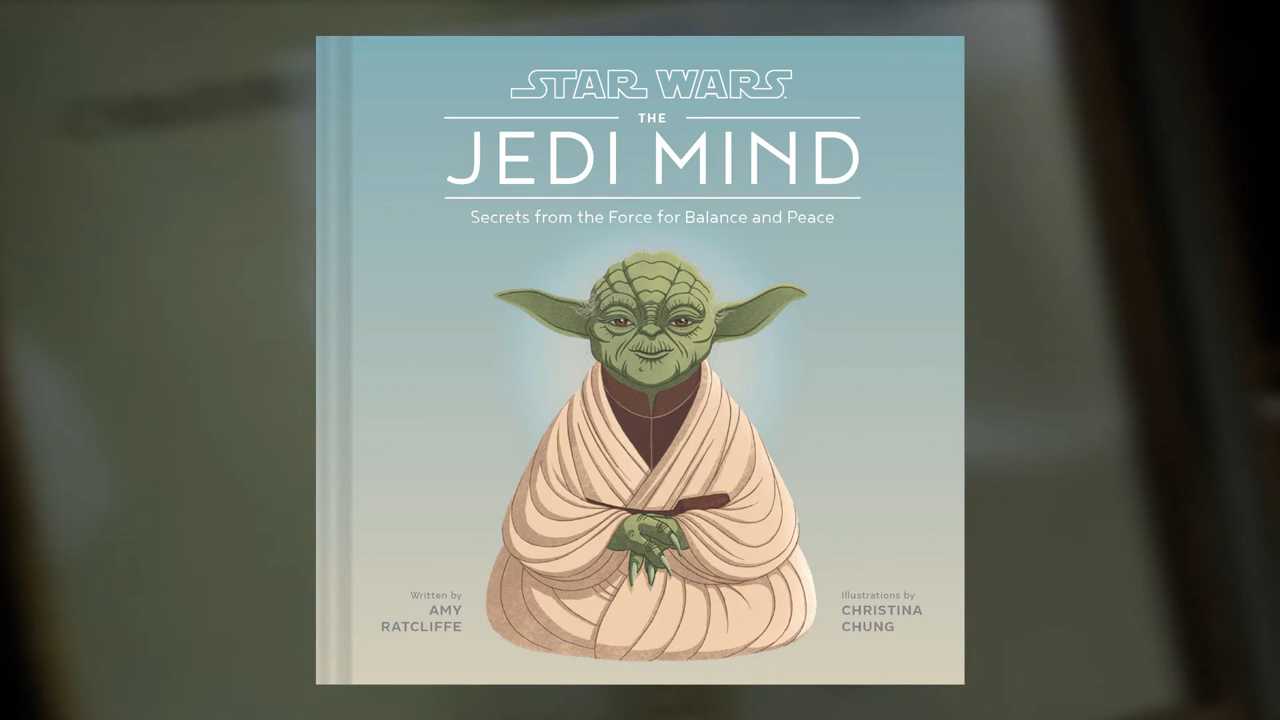 STAR WARS
THE
JEDI MIND
Secrets from the Force for Balance and Peace
Written by
AMY
RATCLIFFE
Illustrations by
CHRISTINA
CHUNG